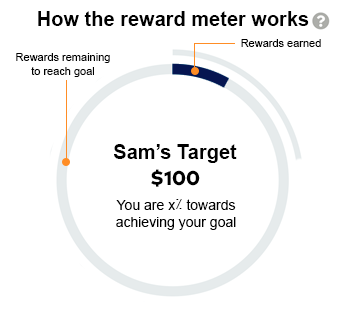 How the reward meter works ?
Rewards earned
Rewards remaining
to reach goal
Sam's Target
$100
You are x% towards
achieving your goal